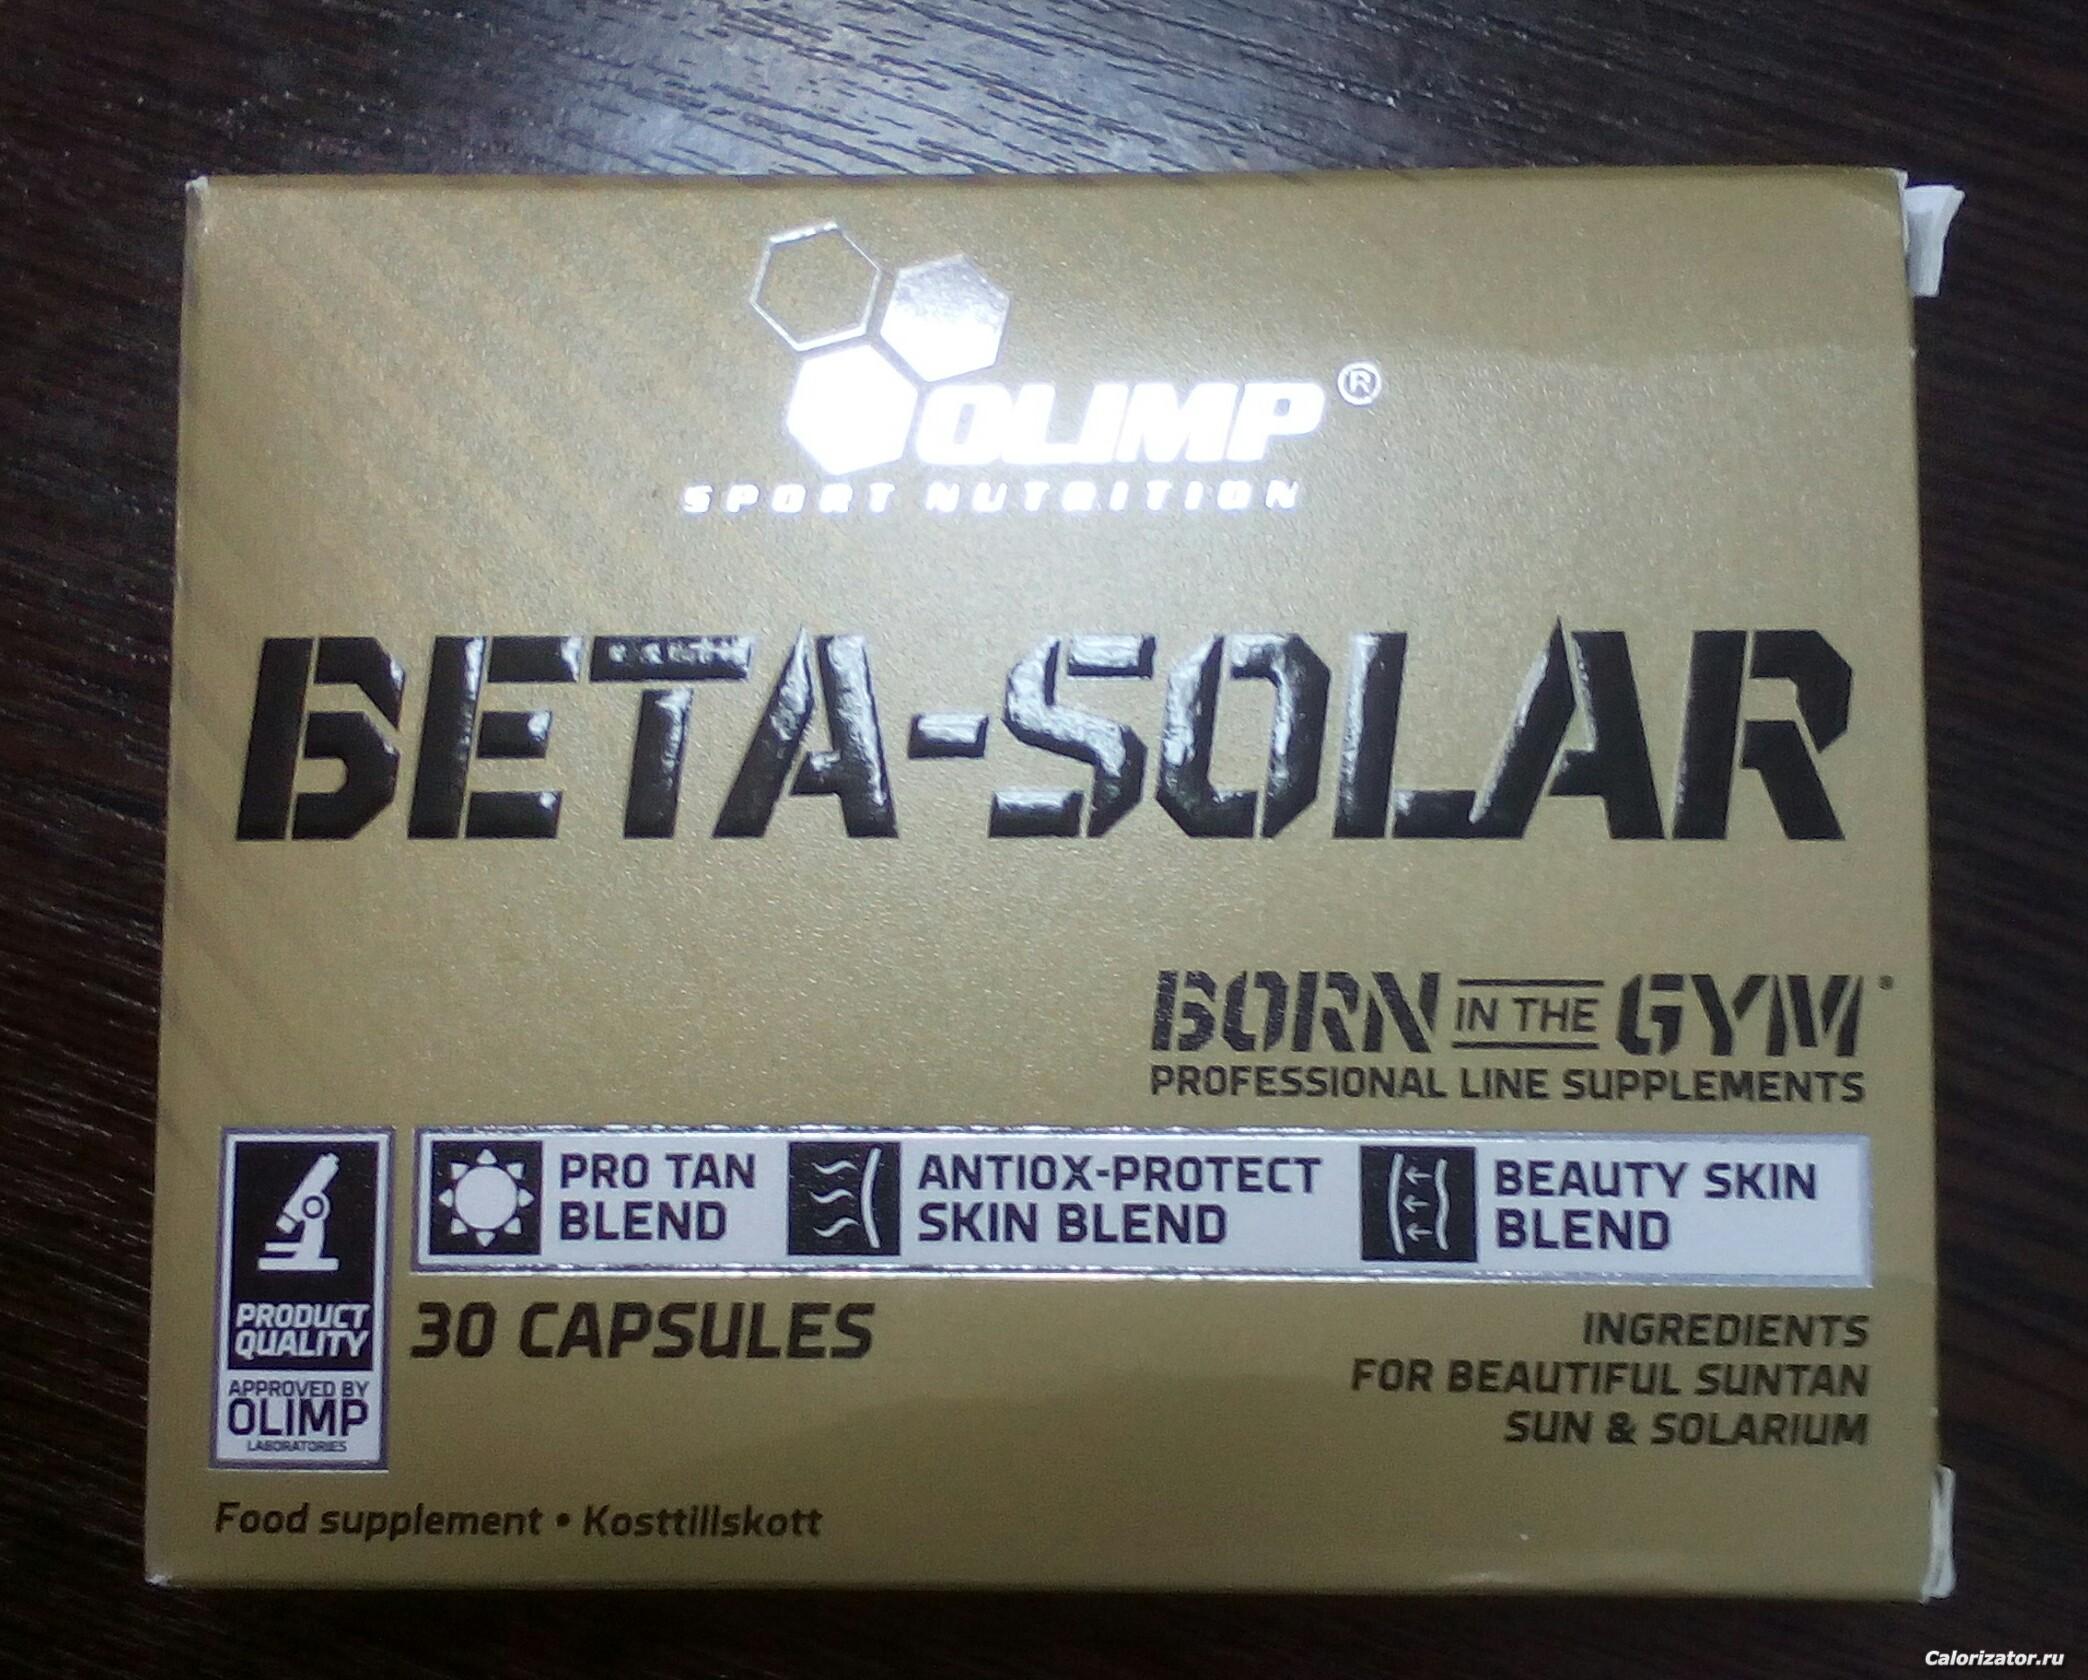 OLIMP®
SPORT NUTRITION
BETA-SOLAR
BORN IN THE GYM®
PROFESSIONAL LINE SUPPLEMENTS
PRO TAN
BLEND
ANTIOX-PROTECT
SKIN BLEND
BEAUTY SKIN
BLEND
PRODUCT
QUALITY
APPROVED BY
OLIMP
LABORATORIES
30 CAPSULES
INGREDIENTS
FOR BEAUTIFUL SUNTAN
SUN & SOLARIUM
Food supplement • Kosttillskott
Calorizator.ru